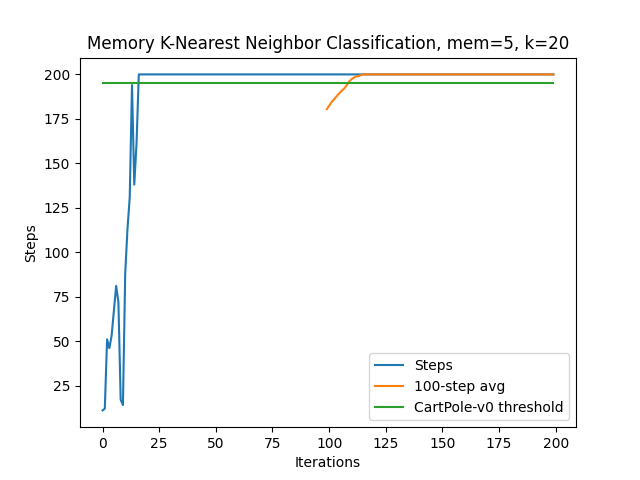 Memory K-Nearest Neighbor Classification, mem=5, k=20
200
175
150
125
100
75
50
25
Steps
0
25
50
75
100
125
150
175
200
Iterations
Steps
100-step avg
CartPole-v0 threshold